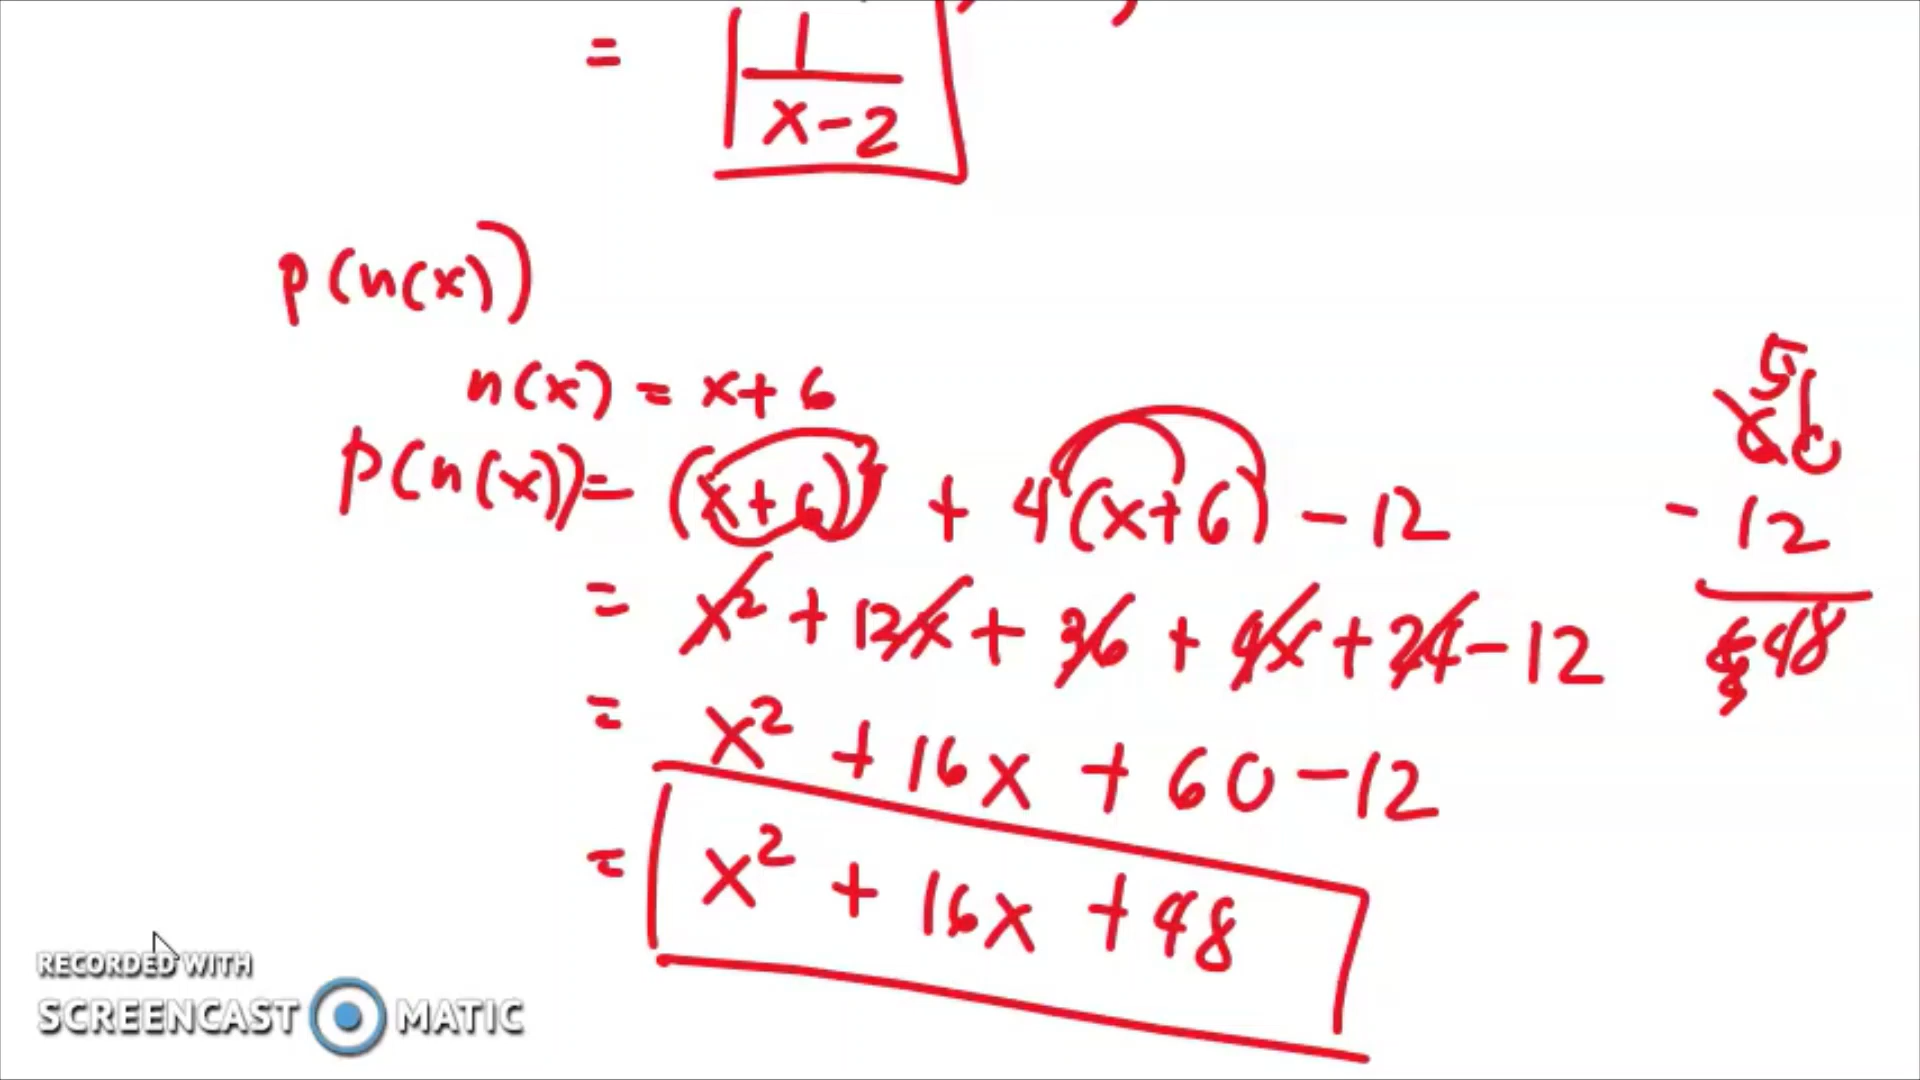 = 1/(x-2)
p(n(x))
n(x) = x+6
p(n(x)) = (x+6)² + 4(x+6) - 12
= x² + 12x + 36 + 4x + 24 - 12
= x² + 16x + 60 - 12
= x² + 16x + 48
5
- 12
48
RECORDED WITH
SCREENCAST MATIC